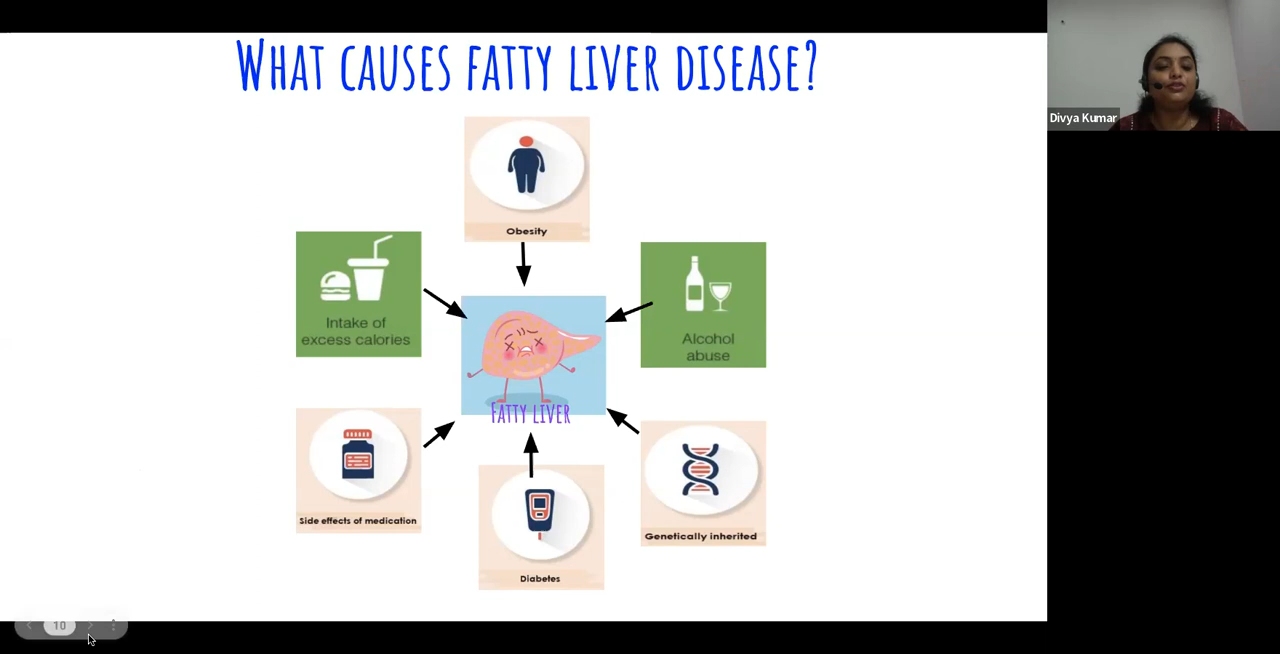 What causes fatty liver disease?
Divya Kumar
Obesity
Intake of
excess calories
Alcohol
abuse
Fatty liver
Side effects of medication
Genetically inherited
Diabetes
10